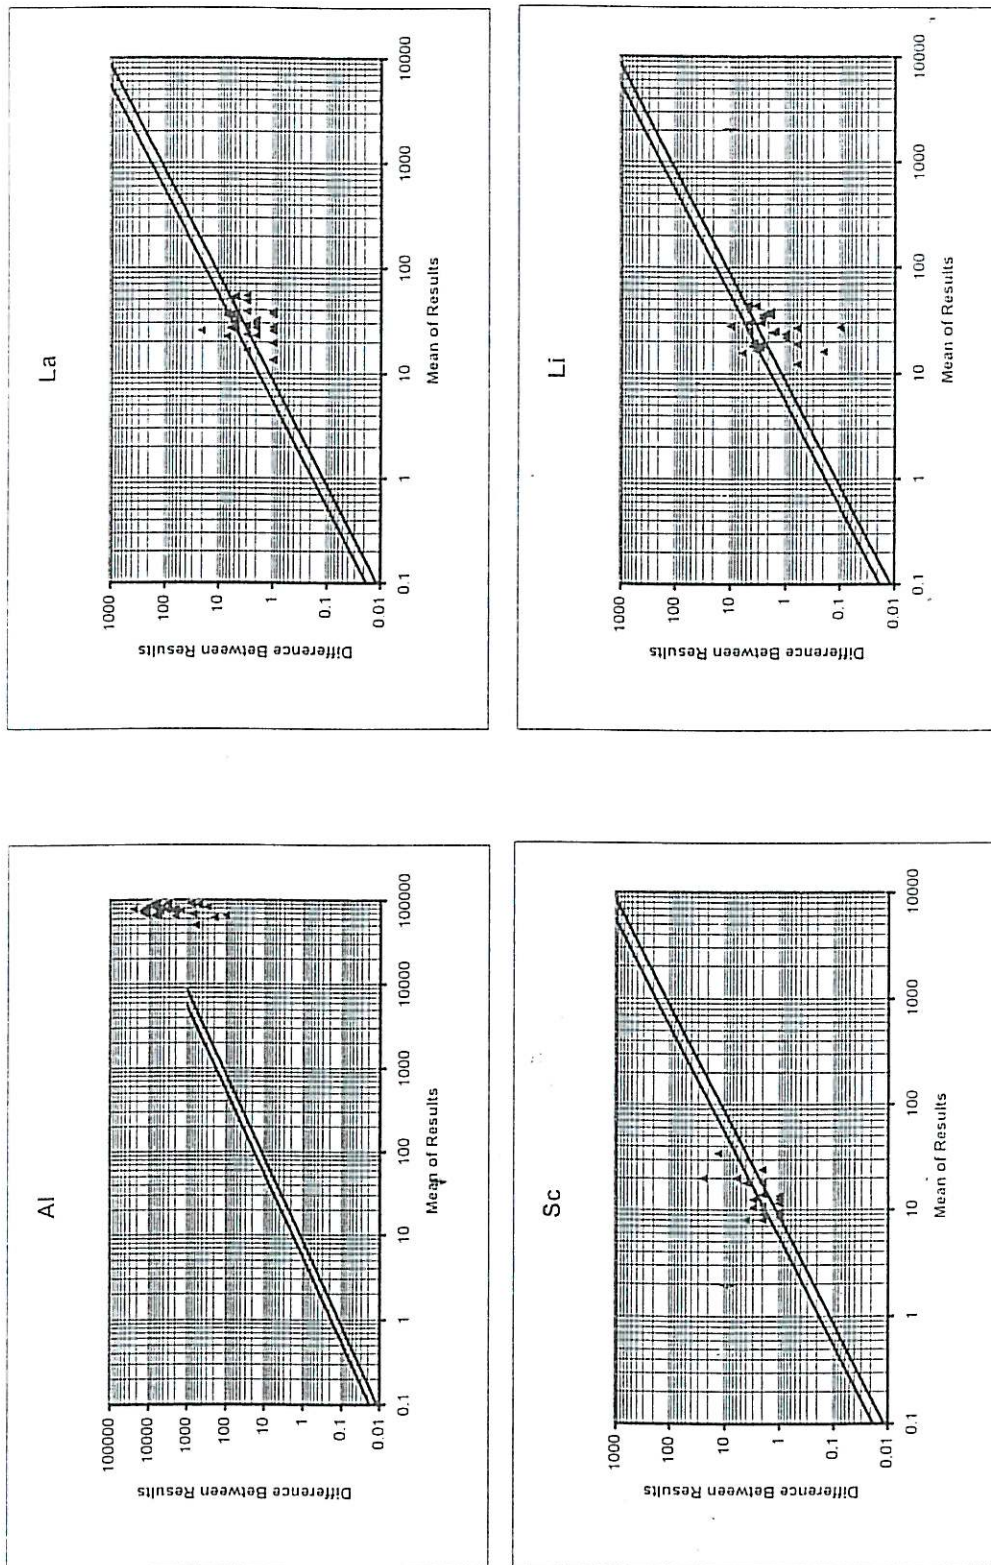 Al
Difference Between Results
100000
10000
1000
100
10
1
0.1
0.01
0.1 1 10 100 1000 10000 100000
Mean of Results
La
Difference Between Results
1000
100
10
1
0.1
0.01
0.1 1 10 100 1000 10000
Mean of Results
Sc
Difference Between Results
1000
100
10
1
0.1
0.01
0.1 1 10 100 1000 10000
Mean of Results
Li
Difference Between Results
1000
100
10
1
0.1
0.01
0.1 1 10 100 1000 10000
Mean of Results